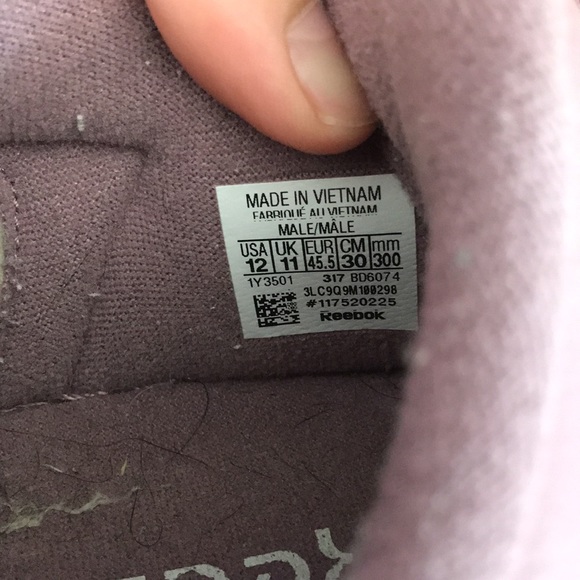 MADE IN VIETNAM
FABRIQUÉ AU VIETNAM
MALE/MÂLE
USA UK EUR CM mm
12 11 45.5 30 300
1Y3501 317 BD6074
3LC9Q9M100298
#117520225
Reebok